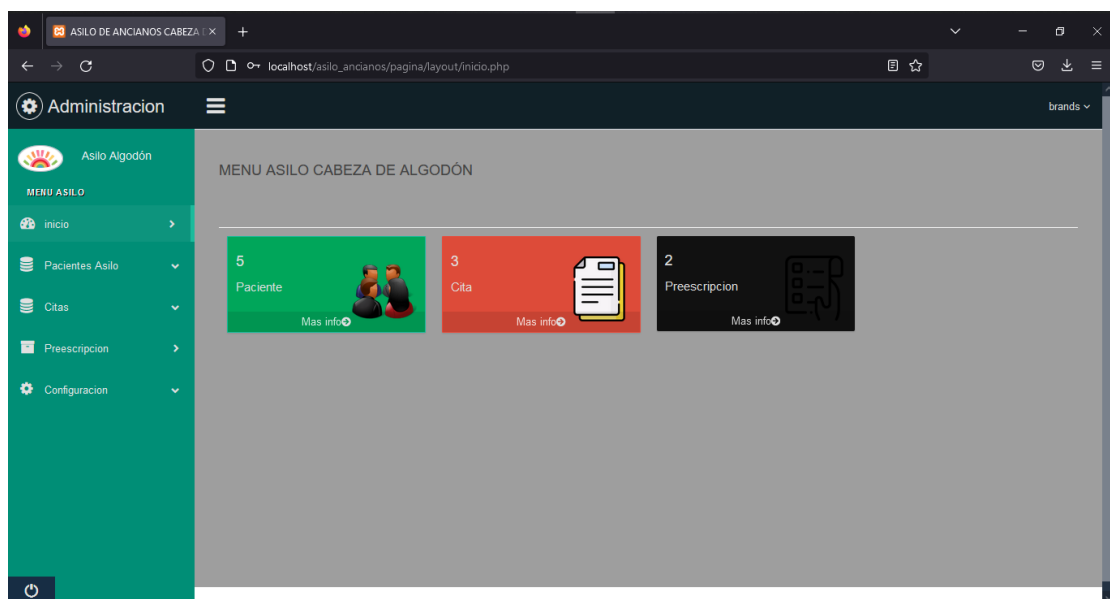 ASILO DE ANCIANOS CABEZA
localhost/asilo_ancianos/pagina/layout/inicio.php
Administracion
brands
Asilo Algodón
MENU ASILO
inicio
Pacientes Asilo
Citas
Preescripcion
Configuracion
MENU ASILO CABEZA DE ALGODÓN
5
Paciente
Mas info
3
Cita
Mas info
2
Preescripcion
Mas info